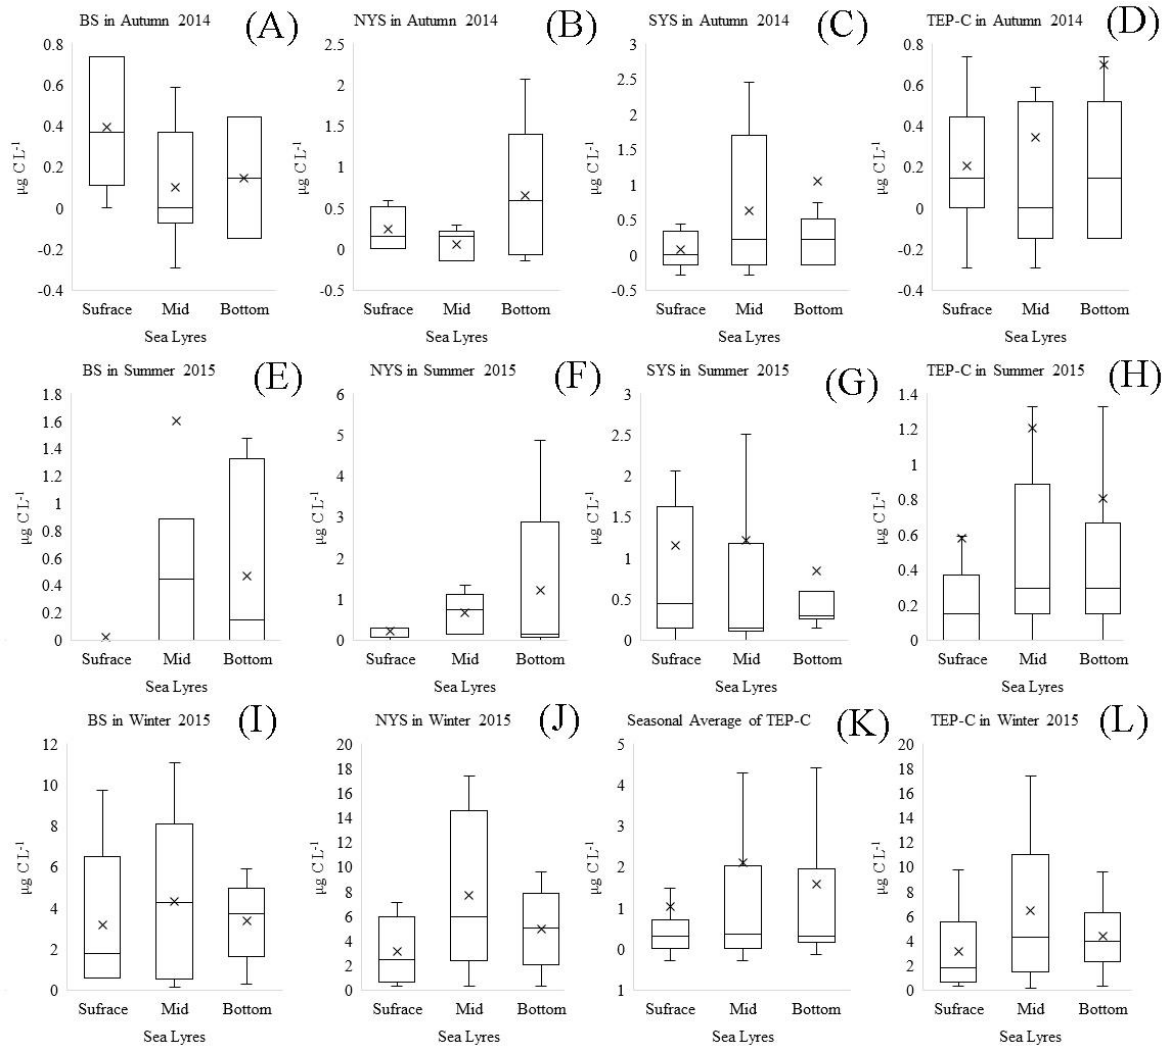 BS in Autumn 2014
(A)
NYS in Autumn 2014
(B)
SYS in Autumn 2014
(C)
TEP-C in Autumn 2014
(D)
µg C L-1
0.8
0.6
0.4
0.2
0
-0.2
-0.4
Sufrace Mid Bottom
Sea Lyres
µg C L-1
2.5
2
1.5
1
0.5
0
-0.5
Sufrace Mid Bottom
Sea Lyres
µg C L-1
3
2.5
2
1.5
1
0.5
0
-0.5
Sufrace Mid Bottom
Sea Lyres
µg C L-1
0.8
0.6
0.4
0.2
0
-0.2
-0.4
Sufrace Mid Bottom
Sea Lyres
BS in Summer 2015
(E)
NYS in Summer 2015
(F)
SYS in Summer 2015
(G)
TEP-C in Summer 2015
(H)
µg C L-1
1.8
1.6
1.4
1.2
1
0.8
0.6
0.4
0.2
0
Sufrace Mid Bottom
Sea Lyres
µg C L-1
6
5
4
3
2
1
0
Sufrace Mid Bottom
Sea Lyres
µg C L-1
3
2.5
2
1.5
1
0.5
0
Sufrace Mid Bottom
Sea Lyres
µg C L-1
1.4
1.2
1
0.8
0.6
0.4
0.2
0
Sufrace Mid Bottom
Sea Lyres
BS in Winter 2015
(I)
NYS in Winter 2015
(J)
Seasonal Average of TEP-C
(K)
TEP-C in Winter 2015
(L)
µg C L-1
12
10
8
6
4
2
0
Sufrace Mid Bottom
Sea Lyres
µg C L-1
20
18
16
14
12
10
8
6
4
2
0
Sufrace Mid Bottom
Sea Lyres
µg C L-1
5
4
3
2
1
0
1
Sufrace Mid Bottom
Sea Lyres
µg C L-1
20
18
16
14
12
10
8
6
4
2
0
Sufrace Mid Bottom
Sea Lyres